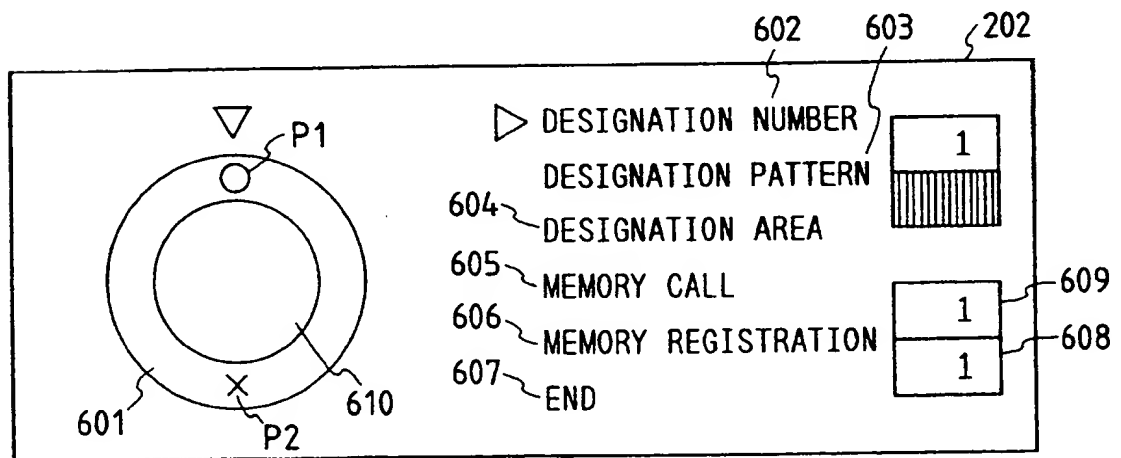 602 603 202
P1 DESIGNATION NUMBER 1
DESIGNATION PATTERN
604 DESIGNATION AREA
605 MEMORY CALL 1 609
606 MEMORY REGISTRATION 1 608
607 END
601 P2 610